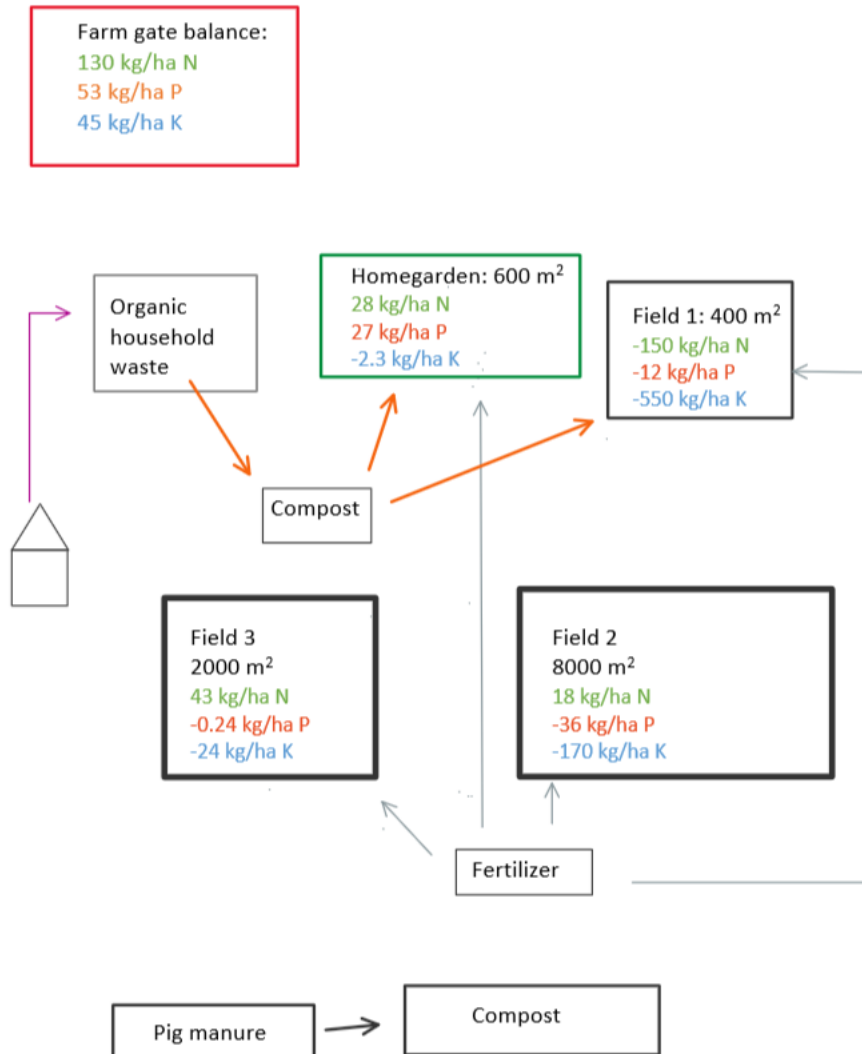 Farm gate balance:
130 kg/ha N
53 kg/ha P
45 kg/ha K
Organic
household
waste
Homegarden: 600 m²
28 kg/ha N
27 kg/ha P
-2.3 kg/ha K
Field 1: 400 m²
-150 kg/ha N
-12 kg/ha P
-550 kg/ha K
Compost
Field 3
2000 m²
43 kg/ha N
-0.24 kg/ha P
-24 kg/ha K
Field 2
8000 m²
18 kg/ha N
-36 kg/ha P
-170 kg/ha K
Fertilizer
Pig manure
Compost